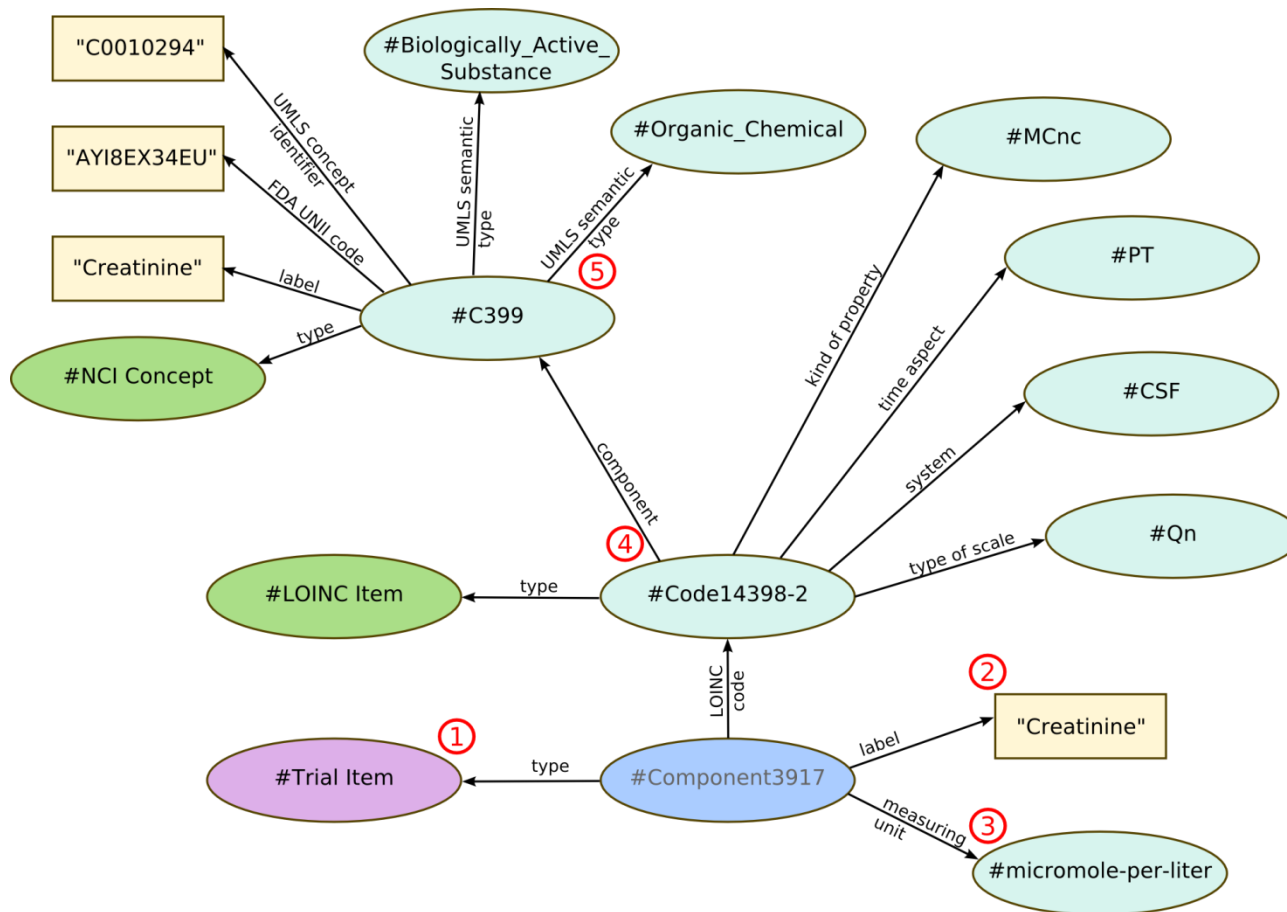 "C0010294"
#Biologically_Active_
Substance
UMLS concept
identifier
#Organic_Chemical
#MCnc
"AYI8EX34EU"
FDA UNII code
UMLS semantic
type
UMLS semantic
type
#PT
"Creatinine"
label
5
#C399
kind of property
time aspect
type
#NCI Concept
#CSF
system
component
4
#Qn
type of scale
#LOINC Item
type
#Code14398-2
LOINC
code
2
"Creatinine"
label
1
#Trial Item
type
#Component3917
measuring
unit
3
#micromole-per-liter